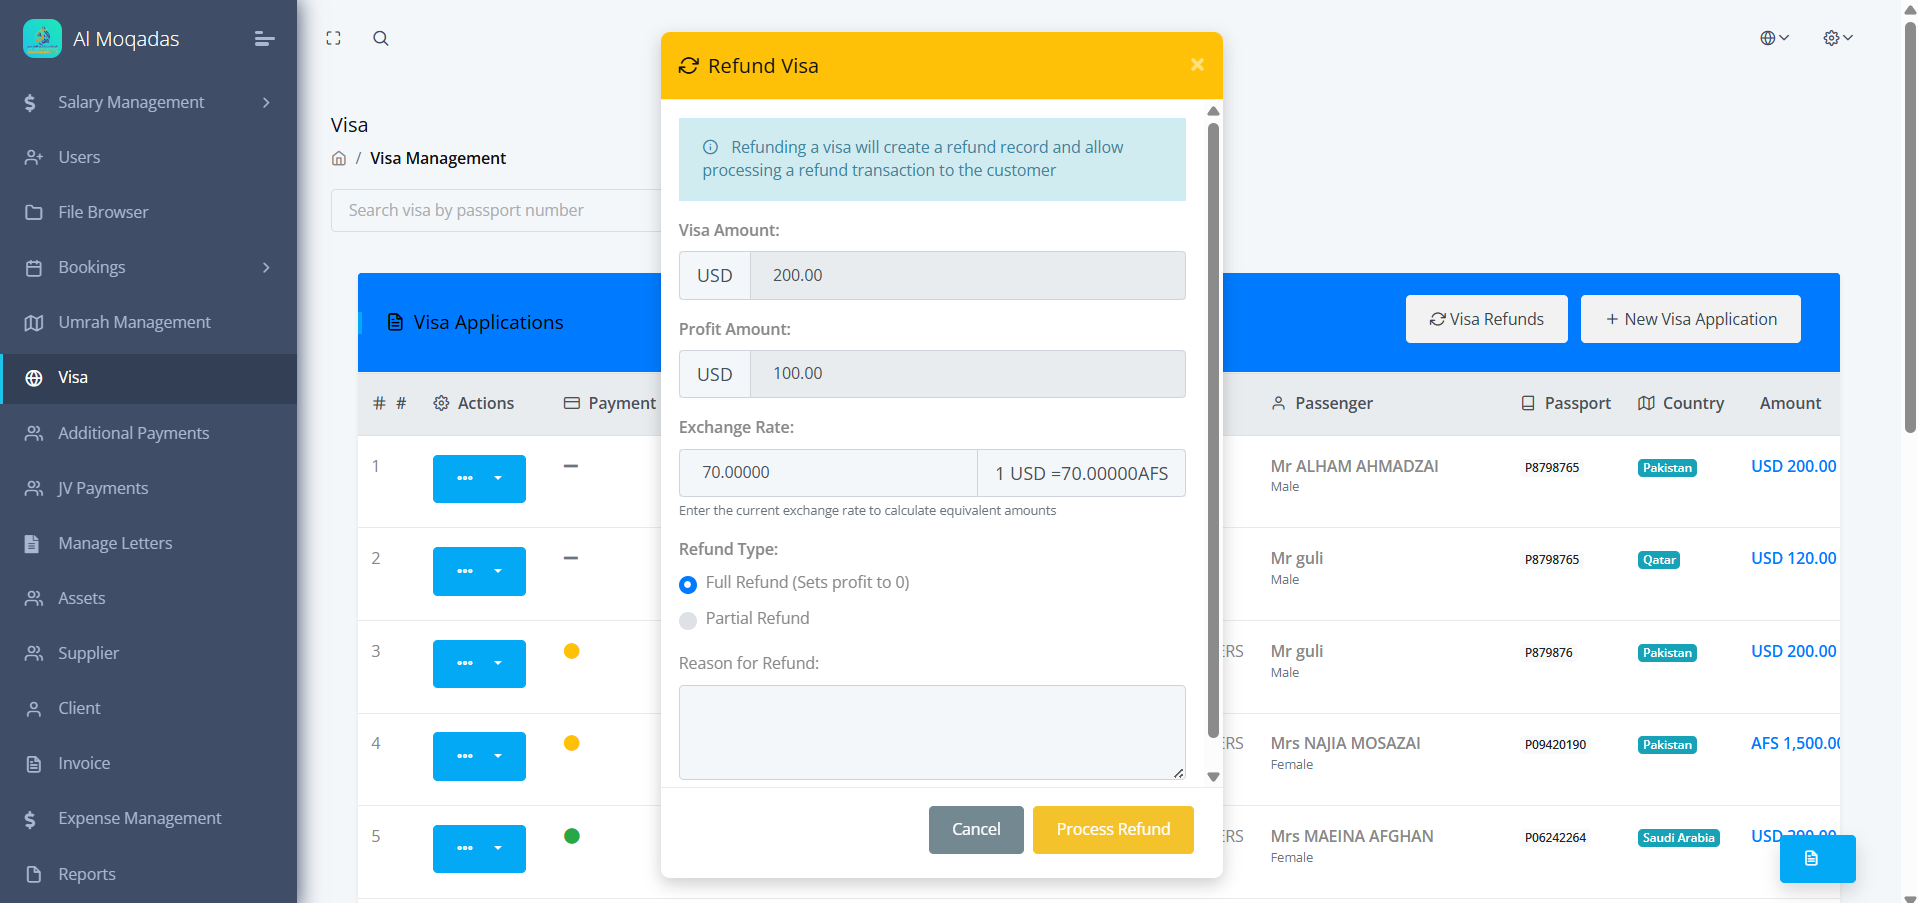 Al Moqadas
Salary Management
Users
File Browser
Bookings
Umrah Management
Visa
Additional Payments
JV Payments
Manage Letters
Assets
Supplier
Client
Invoice
Expense Management
Reports
Visa
/ Visa Management
Search visa by passport number
Visa Applications
Visa Refunds
+ New Visa Application
# # Actions Payment Passenger Passport Country Amount
1 Mr ALHAM AHMADZAI P8798765 Pakistan USD 200.00
Male
2 Mr guli P8798765 Qatar USD 120.00
Male
3 ERS Mr guli P879876 Pakistan USD 200.00
Male
4 ERS Mrs NAJIA MOSAZAI P09420190 Pakistan AFS 1,500.00
Female
5 ERS Mrs MAEINA AFGHAN P06242264 Saudi Arabia USD
Female
Refund Visa
×
Refunding a visa will create a refund record and allow
processing a refund transaction to the customer
Visa Amount:
USD 200.00
Profit Amount:
USD 100.00
Exchange Rate:
70.00000 1 USD =70.00000AFS
Enter the current exchange rate to calculate equivalent amounts
Refund Type:
Full Refund (Sets profit to 0)
Partial Refund
Reason for Refund:
Cancel
Process Refund